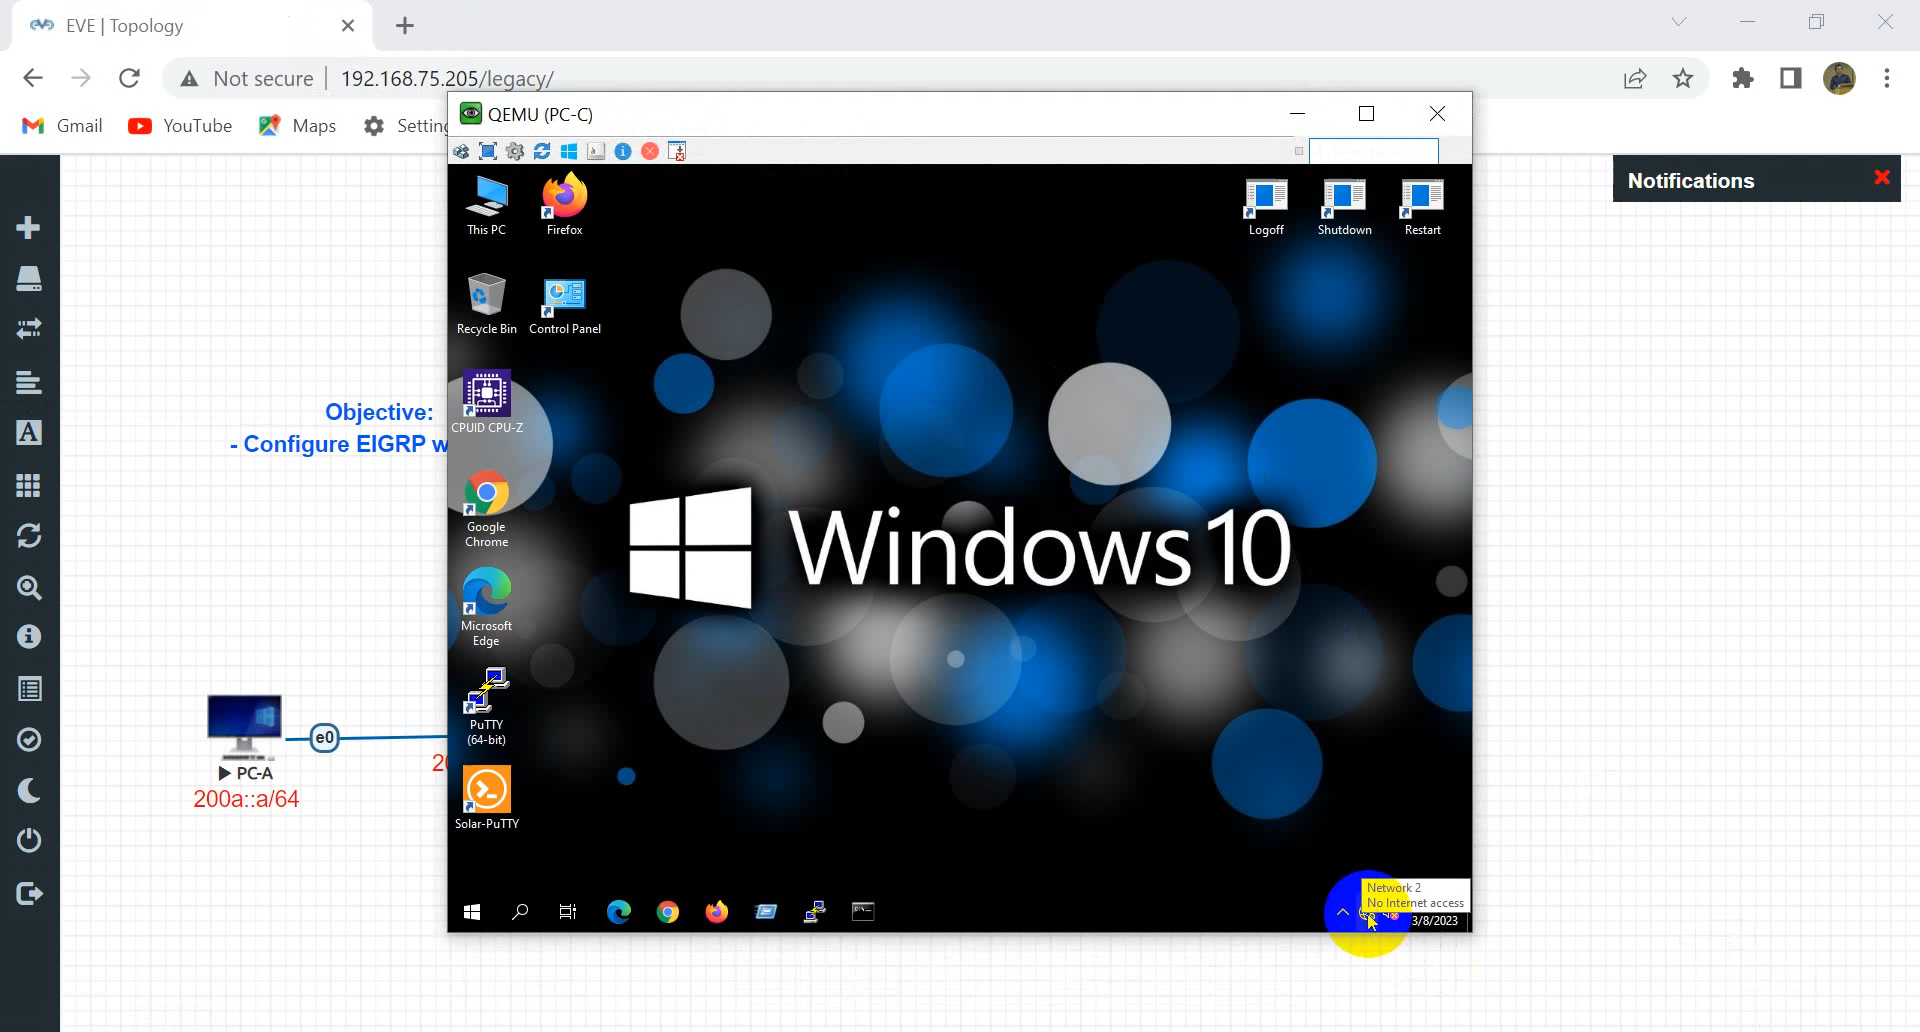 EVE | Topology
Not secure
192.168.75.205/legacy/
Gmail
YouTube
Maps
QEMU (PC-C)
Notifications
This PC
Firefox
Logoff
Shutdown
Restart
Recycle Bin
Control Panel
Objective:
- Configure EIGRP
CPUID CPU-Z
Google
Chrome
Windows 10
Microsoft
Edge
PuTTY
(64-bit)
e0
PC-A
200a::a/64
Solar-PuTTY
Network 2
No Internet access
3/8/2023